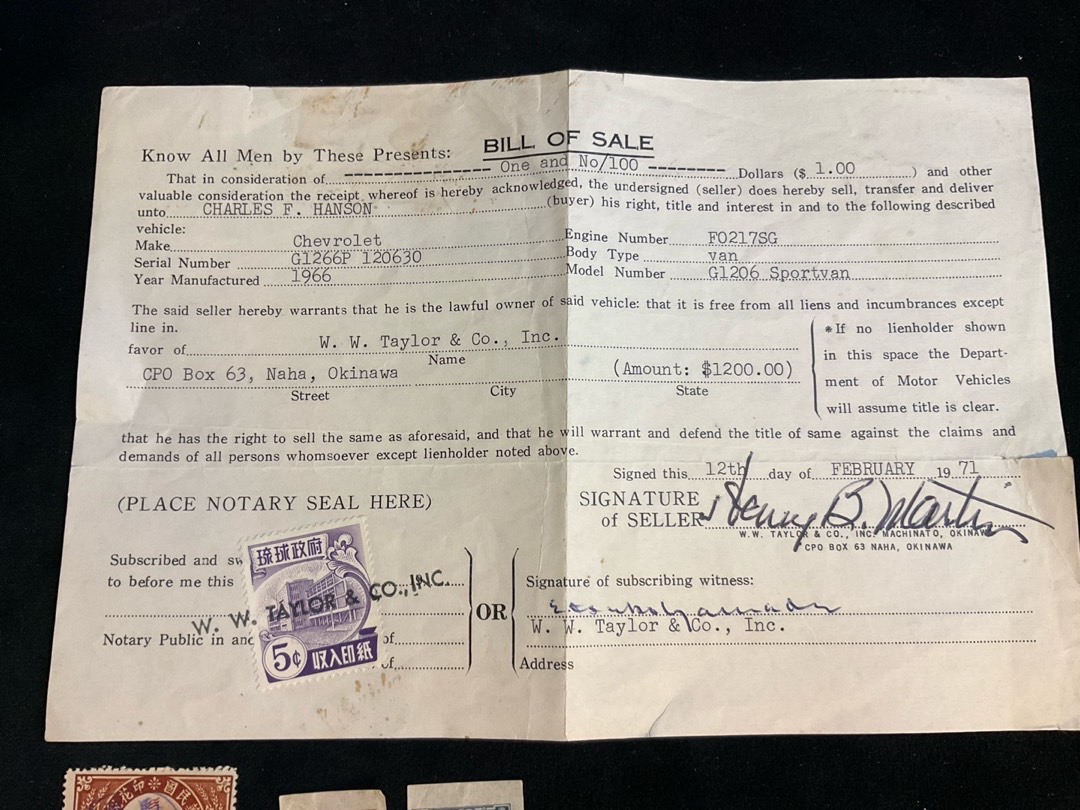 BILL OF SALE
Know All Men by These Presents:
That in consideration of --------------- One and No/100 -------- Dollars ($ 1.00 ) and other
valuable consideration the receipt whereof is hereby acknowledged, the undersigned (seller) does hereby sell, transfer and deliver
unto CHARLES F. HANSON (buyer) his right, title and interest in and to the following described
vehicle:
Make Chevrolet Engine Number F0217SG
Serial Number G1266P 120630 Body Type van
Year Manufactured 1966 Model Number G1206 Sportvan
The said seller hereby warrants that he is the lawful owner of said vehicle: that it is free from all liens and incumbrances except
line in.
favor of W. W. Taylor & Co., Inc.
Name
CPO Box 63, Naha, Okinawa (Amount: $1200.00)
Street City State
*If no lienholder shown
in this space the Depart-
ment of Motor Vehicles
will assume title is clear.
that he has the right to sell the same as aforesaid, and that he will warrant and defend the title of same against the claims and
demands of all persons whomsoever except lienholder noted above.
Signed this 12th day of FEBRUARY 1971
(PLACE NOTARY SEAL HERE)
SIGNATURE
of SELLER Henry B. Martin
W.W. TAYLOR & CO., INC. MACHINATO, OKINAWA
CPO BOX 63 NAHA, OKINAWA
Subscribed and sw
to before me this
Notary Public in and of
of
琉球政府
W. W. TAYLOR & CO., INC.
5¢ 収入印紙
OR
Signature of subscribing witness:
W. W. Taylor & Co., Inc.
Address